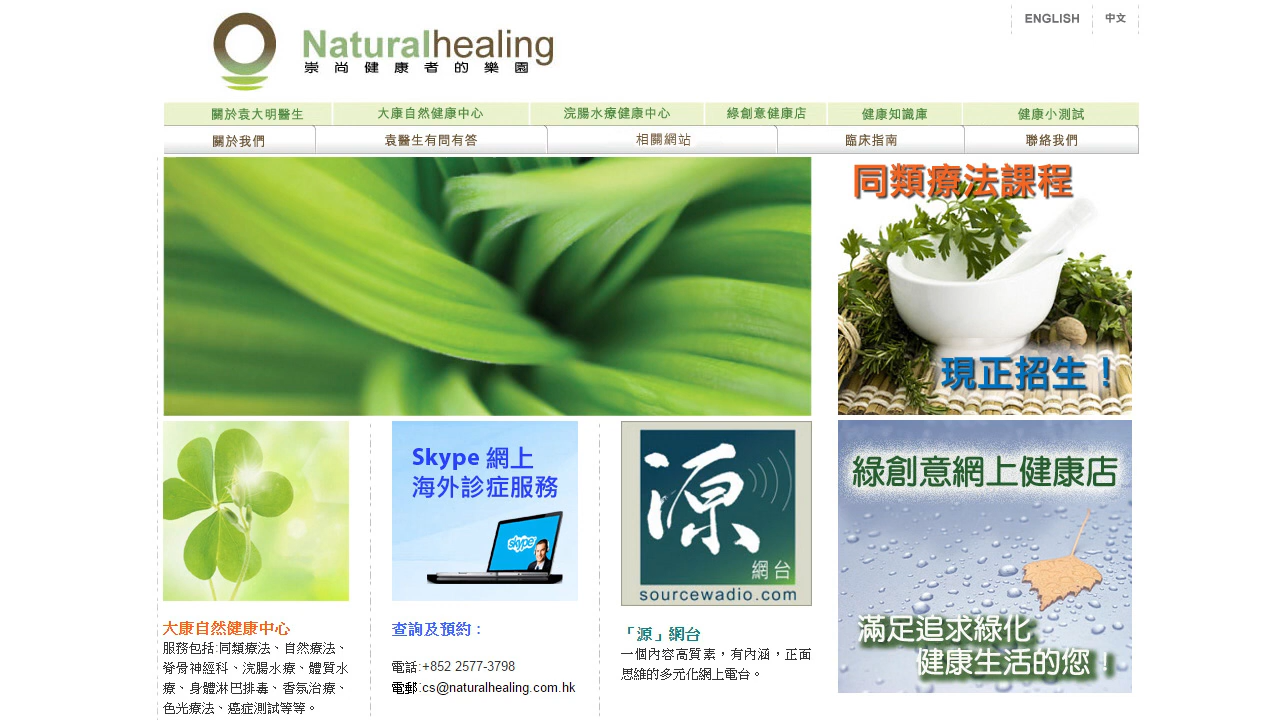 ENGLISH 中文
Naturalhealing
崇尚健康者的樂園
關於袁大明醫生 大康自然健康中心 浣腸水療健康中心 綠創意健康店 健康知識庫 健康小測試
關於我們 袁醫生有問有答 相關網站 臨床指南 聯絡我們
同類療法課程
現正招生！
Skype 網上
海外診症服務
skype
源
網台
sourcewadio.com
綠創意網上健康店
滿足追求綠化
健康生活的您！
大康自然健康中心
服務包括:同類療法、自然療法、
脊骨神經科、浣腸水療、體質水
療、身體淋巴排毒、香氛治療、
色光療法、癌症測試等等。
查詢及預約：
電話:+852 2577-3798
電郵:cs@naturalhealing.com.hk
「源」網台
一個內容高質素，有內涵，正面
思維的多元化網上電台。